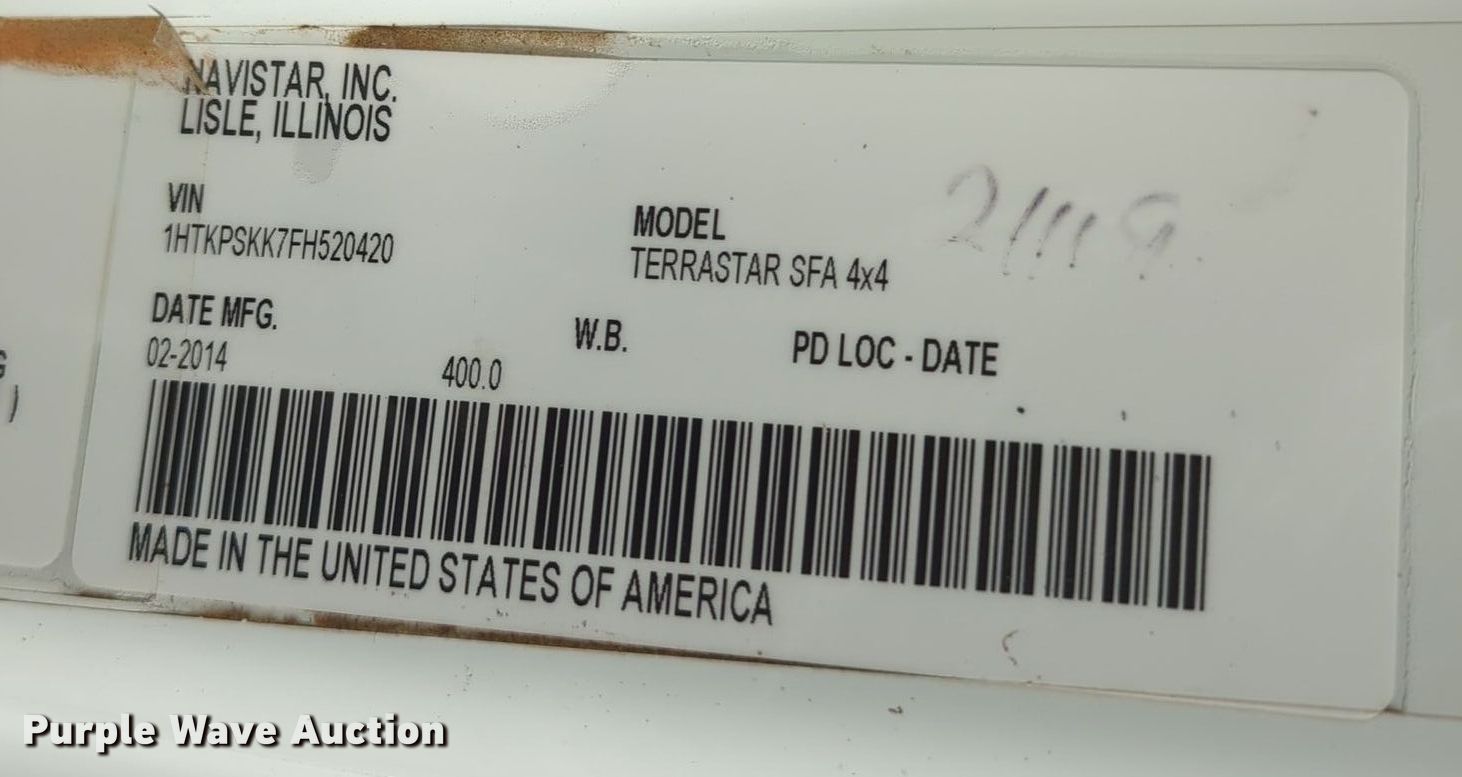 NAVISTAR, INC.
LISLE, ILLINOIS
VIN
1HTKPSKK7FH520420
MODEL
TERRASTAR SFA 4x4
DATE MFG.
02-2014
400.0
W.B.
PD LOC - DATE
MADE IN THE UNITED STATES OF AMERICA
Purple Wave Auction